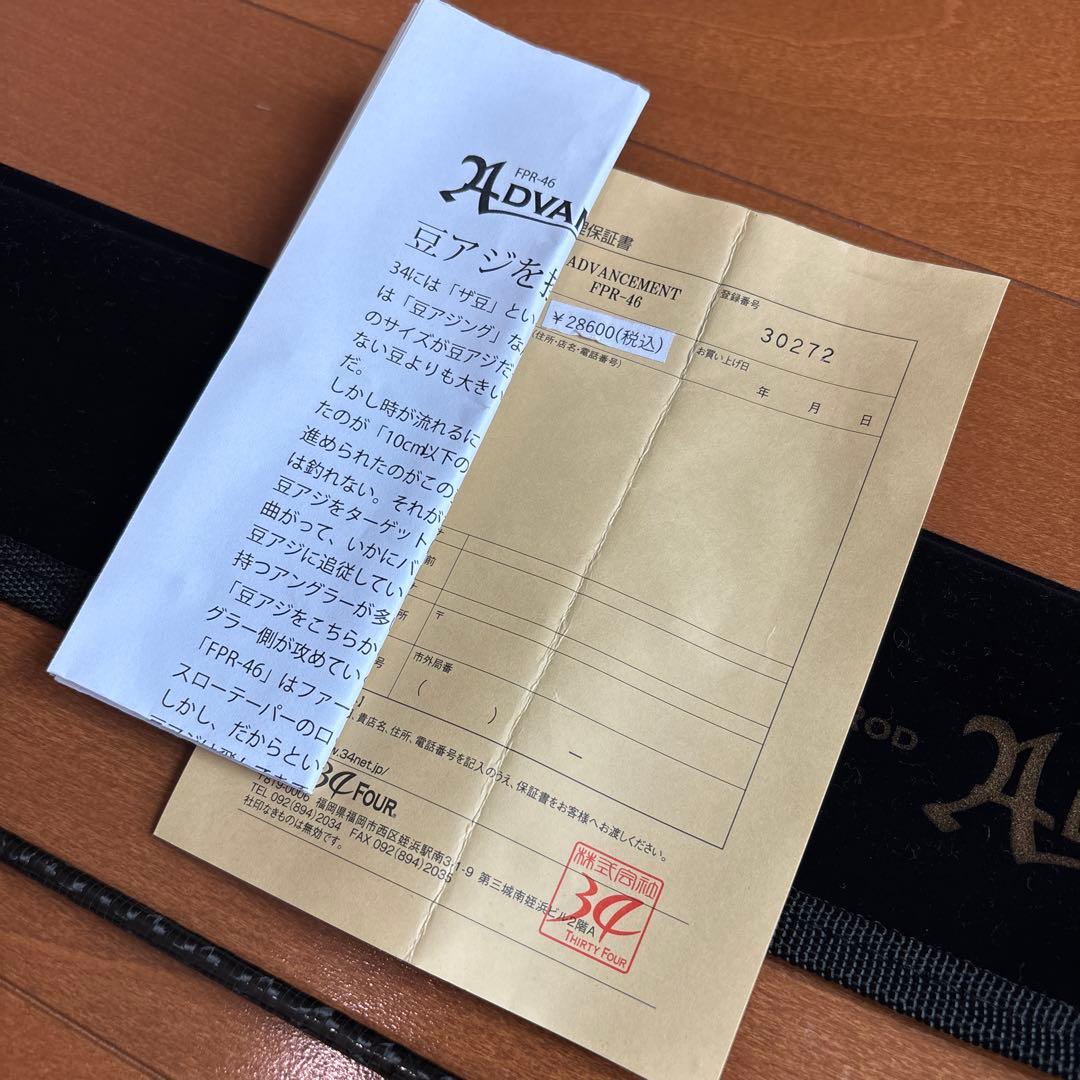 FPR-46
ADVAN
豆アジを
34には「ザ豆」とい
は「豆アジング」な
のサイズが豆アジだ
ない豆よりも大きい
だ。
しかし時が流れるに
たのが「10cm以下の
進められたのがこの
は釣れない。それが
豆アジをターゲット
曲がって、いかにバ
豆アジに追従してい
持つアングラーが多
「豆アジをこちらか
グラー側が攻めてい
「FPR-46」はファー
スローテーパーのロ
しかし、だからとい
保証書
ADVANCEMENT
FPR-46
¥28600(税込)
(住所・店名・電話番号)
登録番号
30272
お買い上げ日
年 月 日
前
所
〒
号
市外局番
( )
－
貴店名、住所、電話番号を記入のうえ、保証書をお客様へお渡しください。
w.34net.jp/
34 FOUR
〒819-0006 福岡県福岡市西区姪浜駅南3-1-9 第三城南姪浜ビル2階A
TEL 092(894)2034 FAX 092(894)2035
社印なきものは無効です。
株式会社
34
THIRTY FOUR
ROD
AD